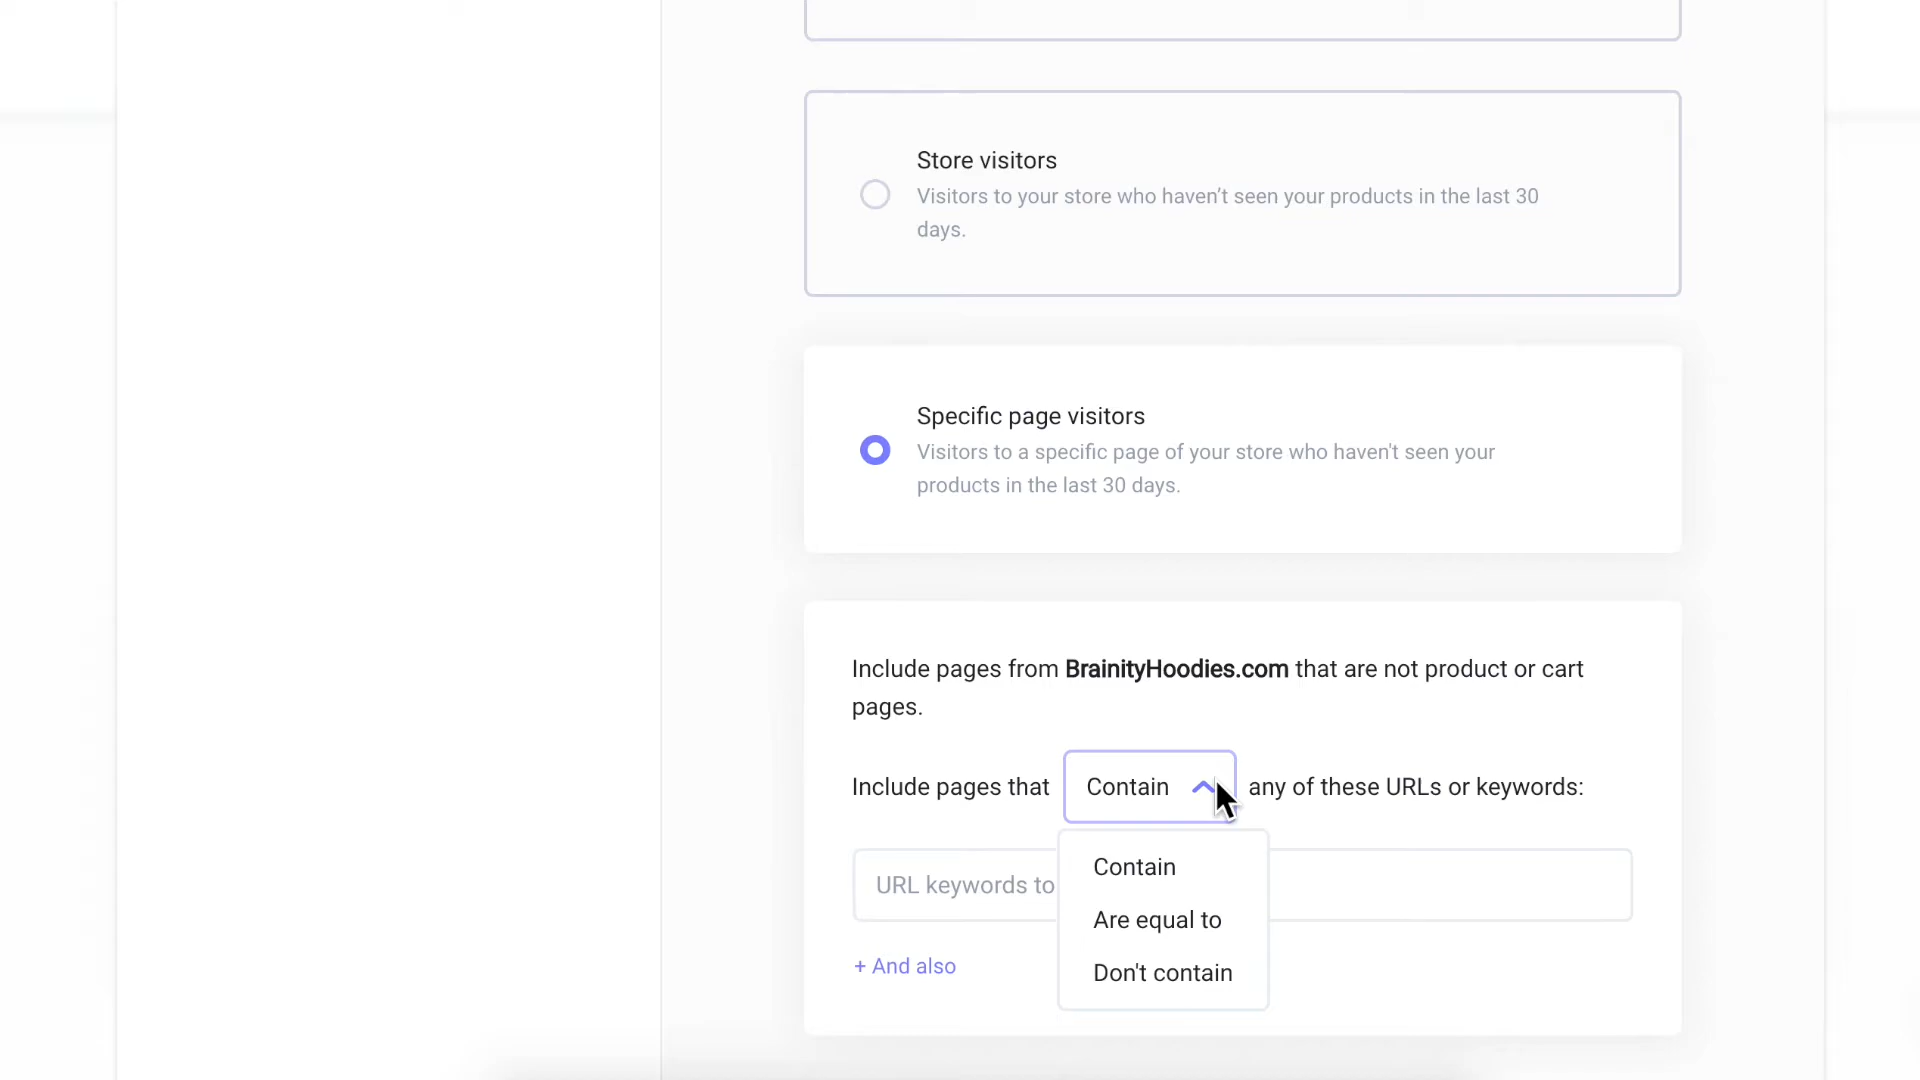 Store visitors
Visitors to your store who haven’t seen your products in the last 30
days.
Specific page visitors
Visitors to a specific page of your store who haven't seen your
products in the last 30 days.
Include pages from BrainityHoodies.com that are not product or cart
pages.
Include pages that Contain any of these URLs or keywords:
URL keywords to
Contain
Are equal to
Don't contain
+ And also